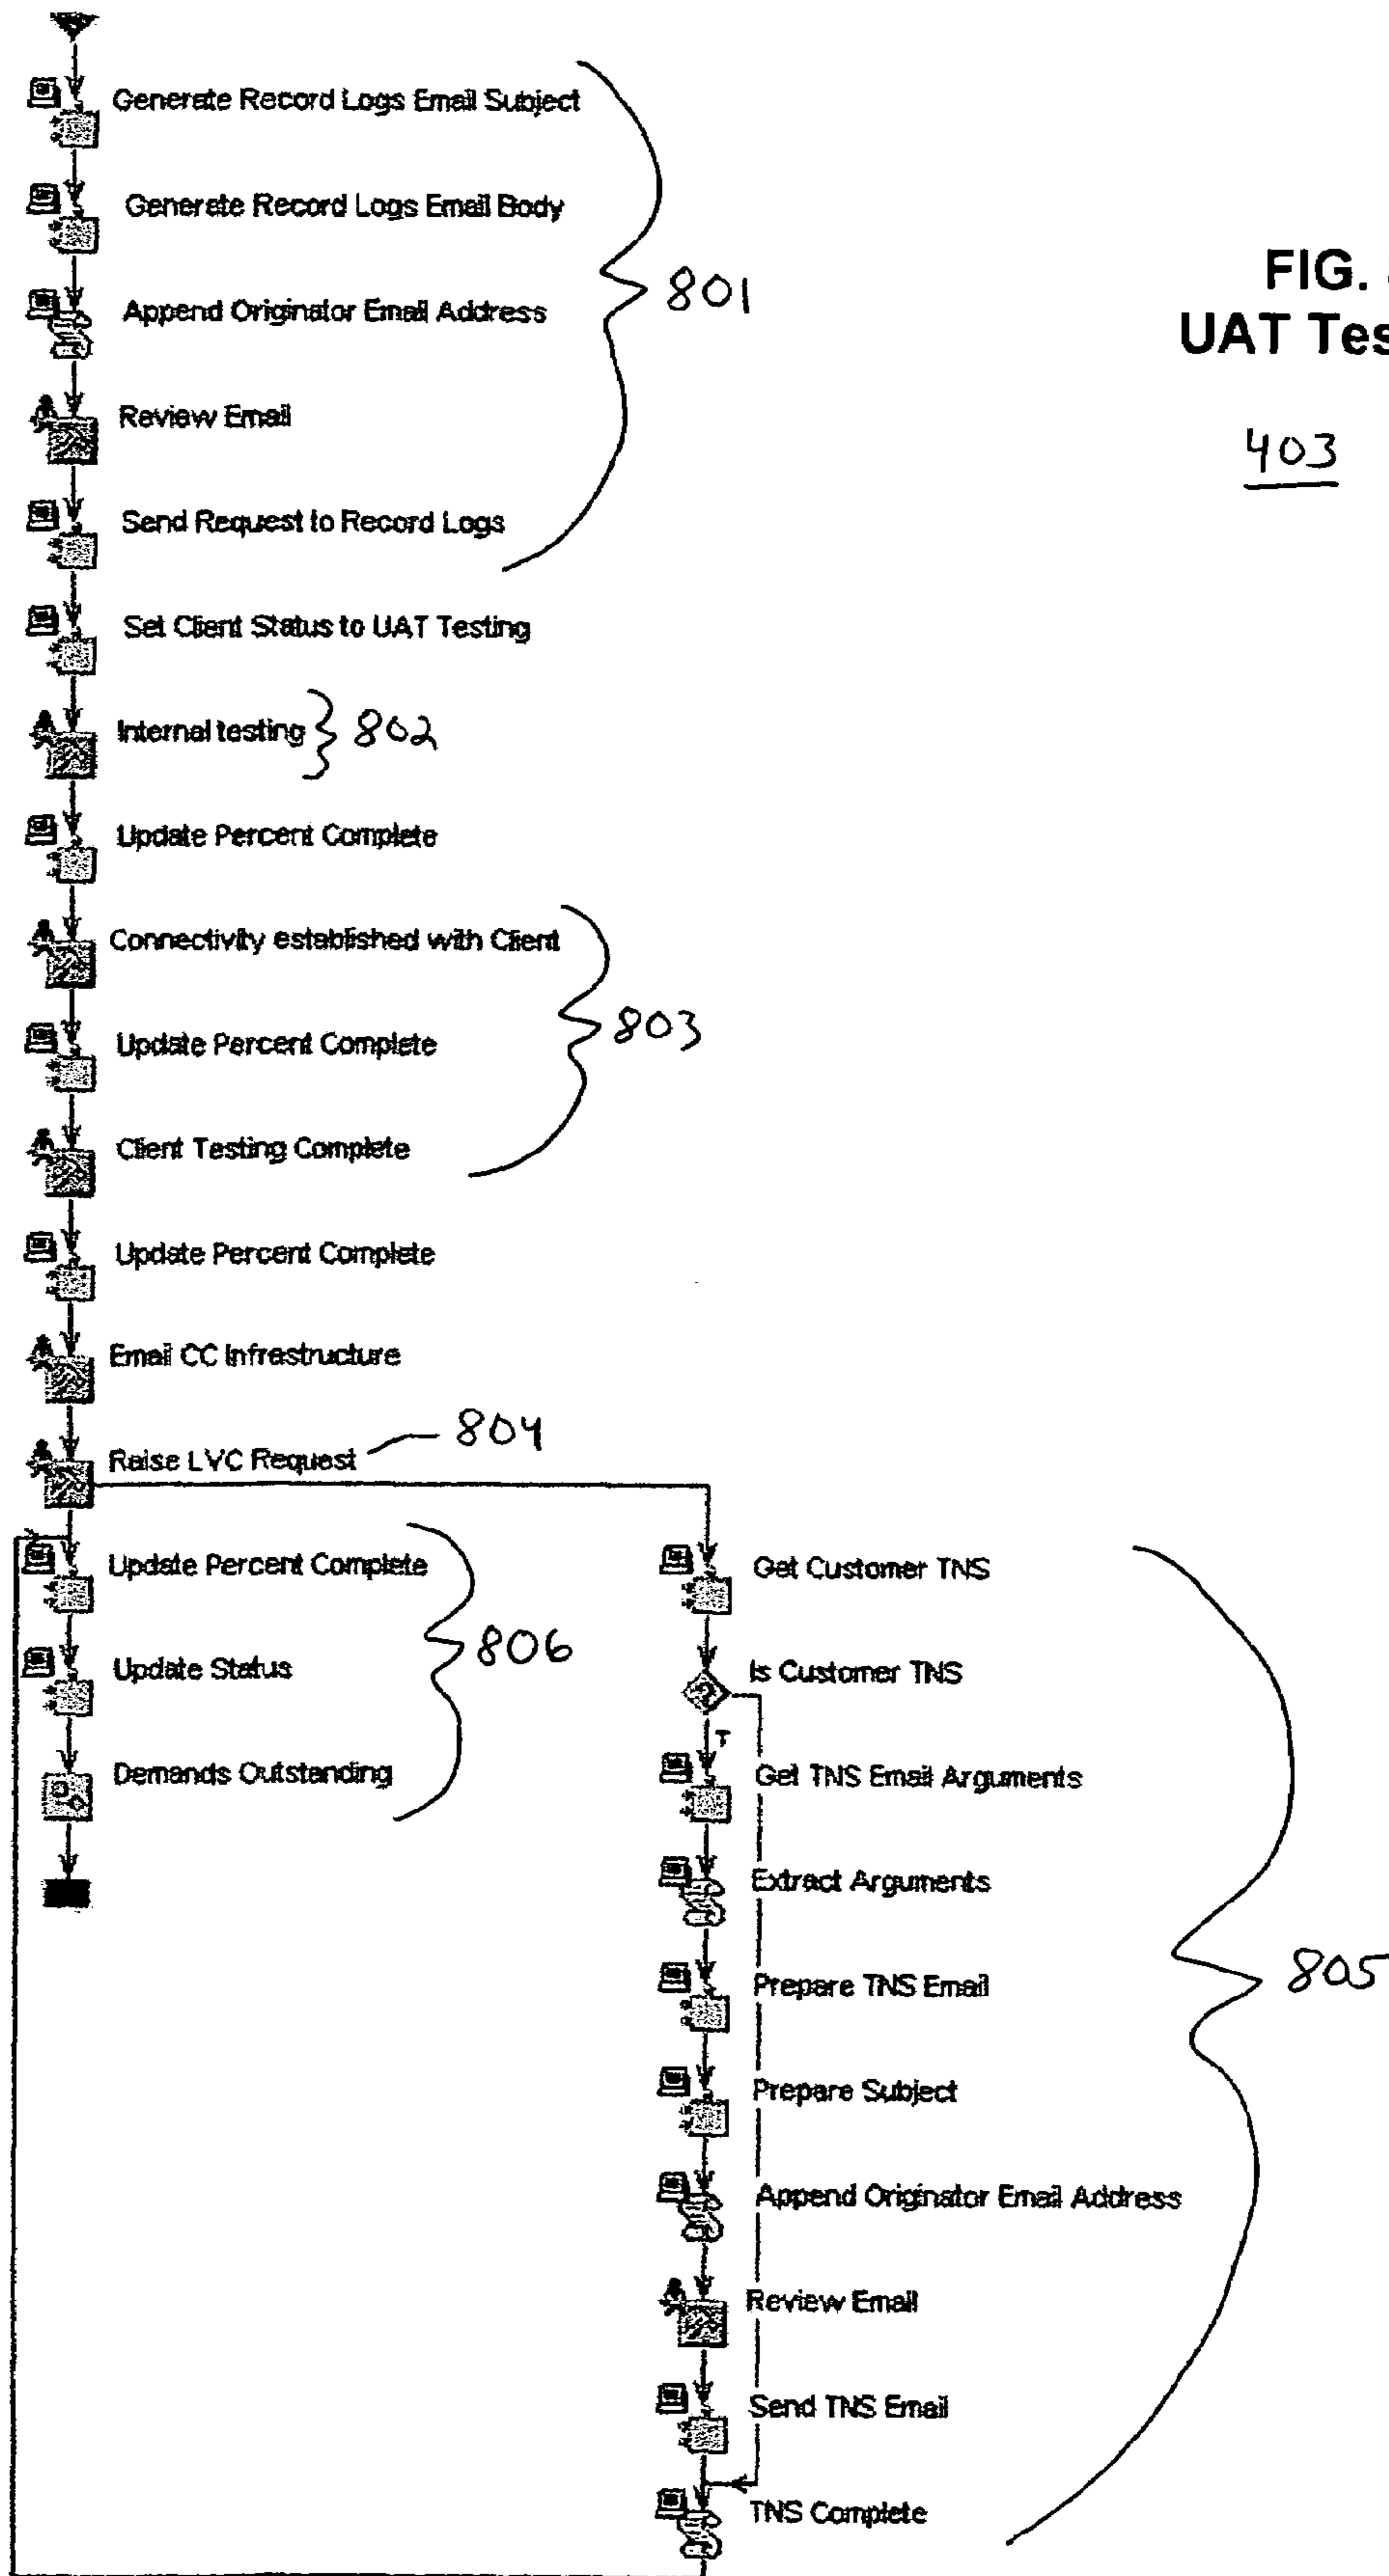 Generate Record Logs Email Subject
Generate Record Logs Email Body
801
FIG.
UAT
403
Append Originator Email Address
Review Email
Send Request to Record Logs
Set Client Status to UAT Testing
Internal testing 802
Update Percent Complete
Connectivity established with Client
803
Update Percent Complete
Client Testing Complete
Update Percent Complete
Email CC Infrastructure
Raise LVC Request 804
Update Percent Complete
806
Update Status
Demands Outstanding
Get Customer TNS
Is Customer TNS
T
Get TNS Email Arguments
Extract Arguments
805
Prepare TNS Email
Prepare Subject
Append Originator Email Address
Review Email
Send TNS Email
TNS Complete